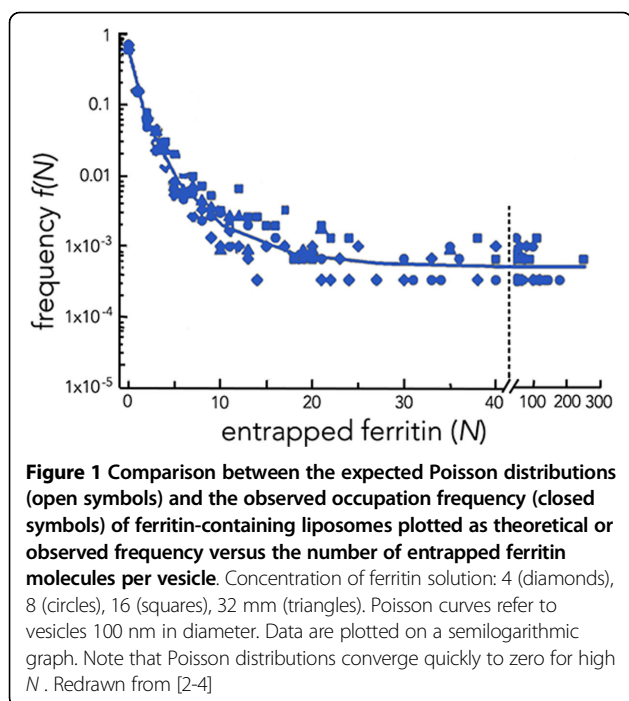 1
0.1
0.01
1x10-3
1x10-4
1x10-5
frequency f(N)
0 10 20 30 40 100 200 300
entrapped ferritin (N)
Figure 1 Comparison between the expected Poisson distributions
(open symbols) and the observed occupation frequency (closed
symbols) of ferritin-containing liposomes plotted as theoretical or
observed frequency versus the number of entrapped ferritin
molecules per vesicle. Concentration of ferritin solution: 4 (diamonds),
8 (circles), 16 (squares), 32 mm (triangles). Poisson curves refer to
vesicles 100 nm in diameter. Data are plotted on a semilogarithmic
graph. Note that Poisson distributions converge quickly to zero for high
N . Redrawn from [2-4]